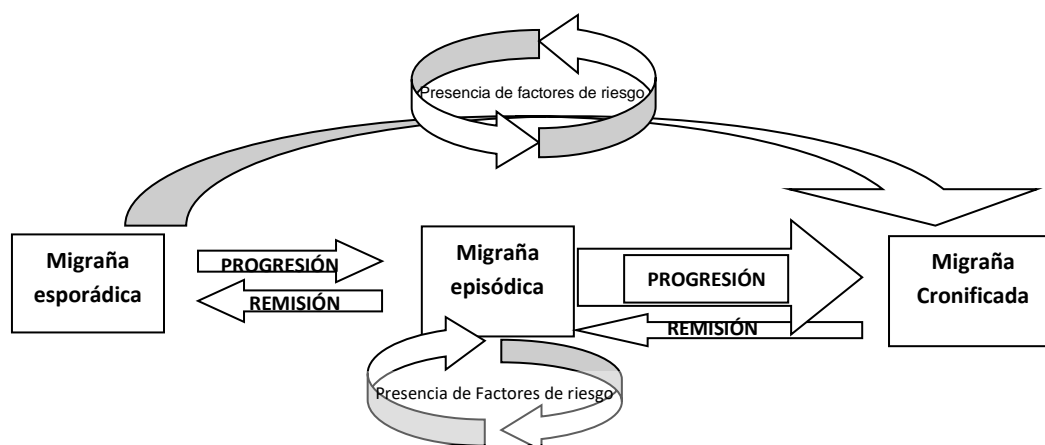 Presencia de factores de riesgo
Migraña
esporádica
PROGRESIÓN
REMISIÓN
Migraña
episódica
PROGRESIÓN
REMISIÓN
Migraña
Cronificada
Presencia de Factores de riesgo